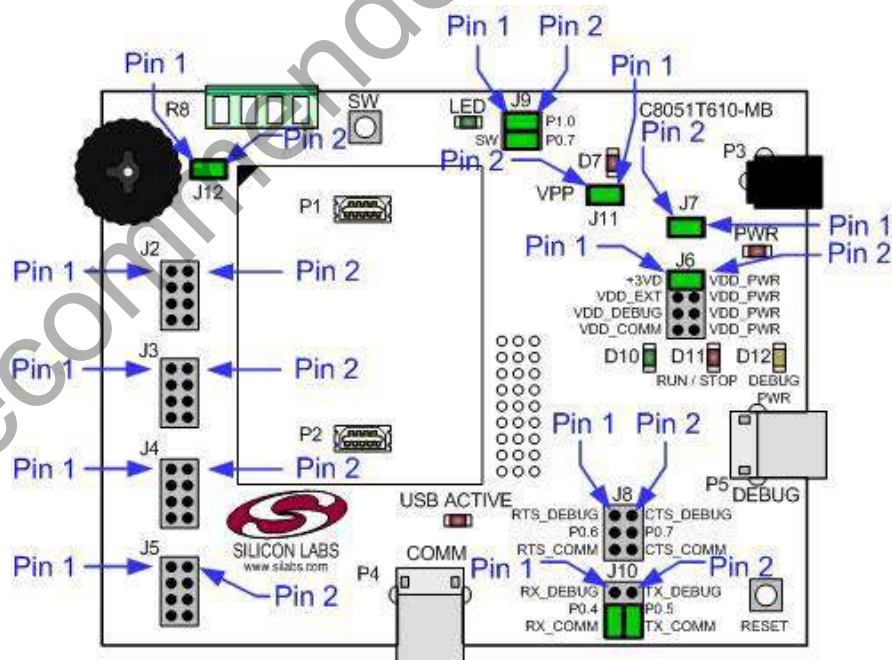 Pin 1 Pin 2
Pin 1
Pin 1
R8
SW
LED
J9
P1.0
SW P0.7
C8051T610-MB
Pin 2
Pin 2
Pin 2
D7
P3
J12
VPP
J11
J7
Pin 1
P1
PWR
Pin 1
Pin 2
J6
+3VD VDD_PWR
VDD_EXT VDD_PWR
VDD_DEBUG VDD_PWR
VDD_COMM VDD_PWR
J2
Pin 1 Pin 2
J3
Pin 1 Pin 2
D10 D11 D12
RUN / STOP DEBUG
PWR
P2
J4
Pin 1 Pin 2
Pin 1 Pin 2
P5
DEBUG
USB ACTIVE
J8
RTS_DEBUG CTS_DEBUG
P0.6 P0.7
RTS_COMM CTS_COMM
SILICON LABS
www.silabs.com
J5
Pin 1 Pin 2
P4
COMM
Pin 1 Pin 2
J10
RX_DEBUG TX_DEBUG
P0.4 P0.5
RX_COMM TX_COMM
RESET
ecommende